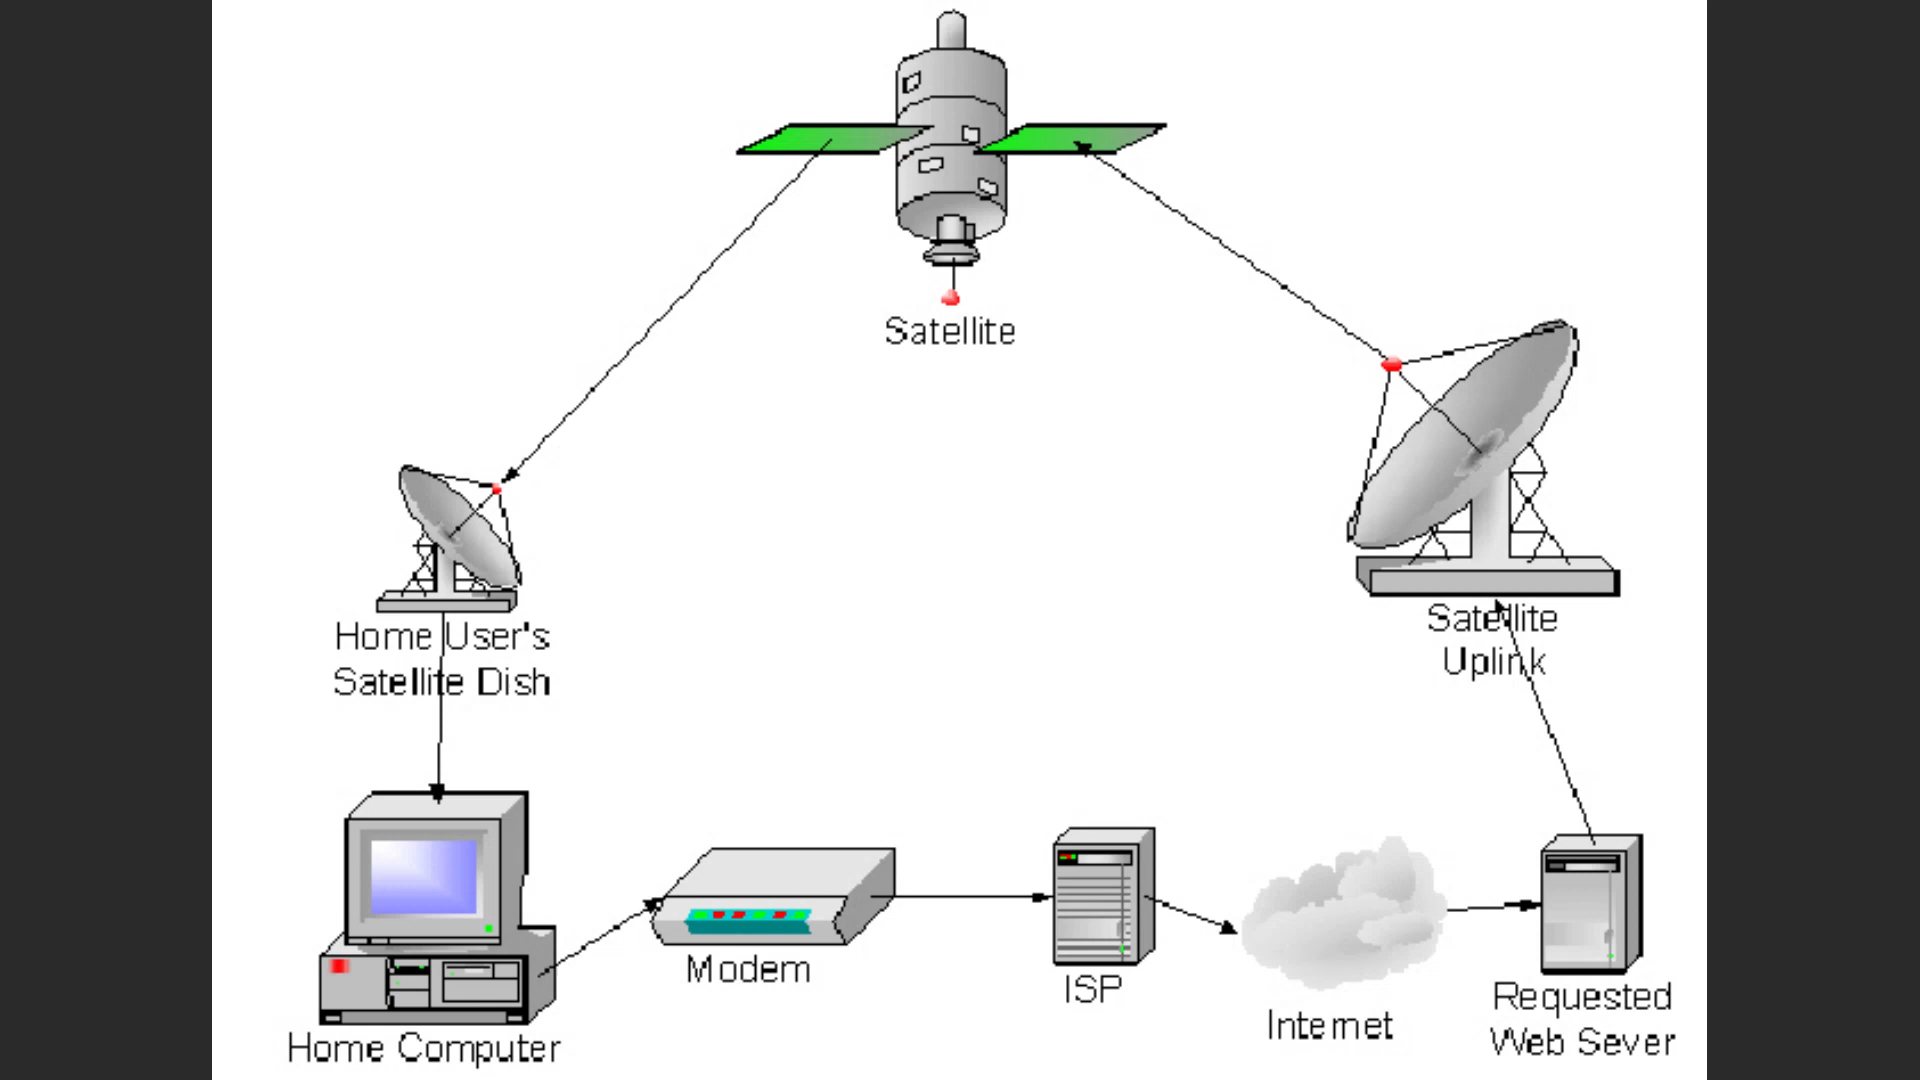 Satellite
Home User's
Satellite Dish
Satellite
Uplink
Home Computer
Modem
ISP
Internet
Requested
Web Sever